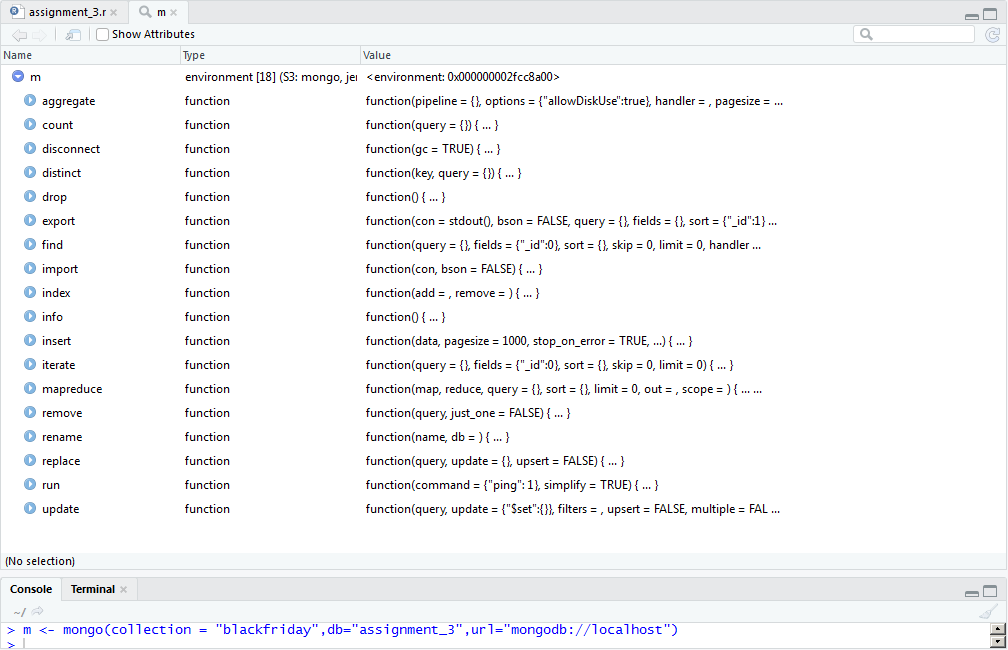 assignment_3.r
m
Show Attributes
Name Type Value
m environment [18] (S3: mongo, jer <environment: 0x000000002fcc8a00>
aggregate function function(pipeline = {}, options = {"allowDiskUse":true}, handler = , pagesize = ...
count function function(query = {}) { ... }
disconnect function function(gc = TRUE) { ... }
distinct function function(key, query = {}) { ... }
drop function function() { ... }
export function function(con = stdout(), bson = FALSE, query = {}, fields = {}, sort = {"_id":1} ...
find function function(query = {}, fields = {"_id":0}, sort = {}, skip = 0, limit = 0, handler ...
import function function(con, bson = FALSE) { ... }
index function function(add = , remove = ) { ... }
info function function() { ... }
insert function function(data, pagesize = 1000, stop_on_error = TRUE, ...) { ... }
iterate function function(query = {}, fields = {"_id":0}, sort = {}, skip = 0, limit = 0) { ... }
mapreduce function function(map, reduce, query = {}, sort = {}, limit = 0, out = , scope = ) { ... ...
remove function function(query, just_one = FALSE) { ... }
rename function function(name, db = ) { ... }
replace function function(query, update = {}, upsert = FALSE) { ... }
run function function(command = {"ping": 1}, simplify = TRUE) { ... }
update function function(query, update = {"$set":{}}, filters = , upsert = FALSE, multiple = FAL ...
(No selection)
Console Terminal
~/
> m <- mongo(collection = "blackfriday",db="assignment_3",url="mongodb://localhost")
>